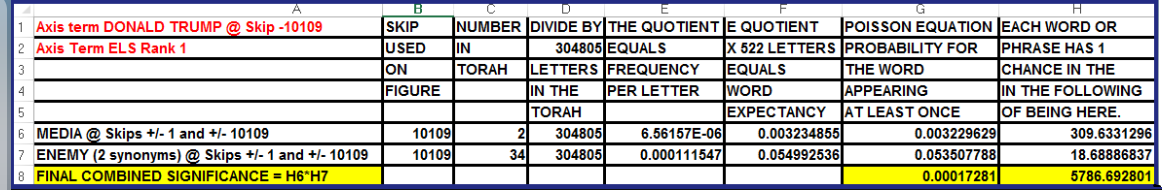 A B C D E F G H
1 Axis term DONALD TRUMP @ Skip -10109 SKIP NUMBER DIVIDE BY THE QUOTIENT E QUOTIENT POISSON EQUATION EACH WORD OR
2 Axis Term ELS Rank 1 USED IN 304805 EQUALS X 522 LETTERS PROBABILITY FOR PHRASE HAS 1
3 ON TORAH LETTERS FREQUENCY EQUALS THE WORD CHANCE IN THE
4 FIGURE IN THE PER LETTER WORD APPEARING IN THE FOLLOWING
5 TORAH EXPECTANCY AT LEAST ONCE OF BEING HERE.
6 MEDIA @ Skips +/- 1 and +/- 10109 10109 2 304805 6.56157E-06 0.003234855 0.003229629 309.6331296
7 ENEMY (2 synonyms) @ Skips +/- 1 and +/- 10109 10109 34 304805 0.000111547 0.054992536 0.053507788 18.68886837
8 FINAL COMBINED SIGNIFICANCE = H6*H7 0.00017281 5786.692801